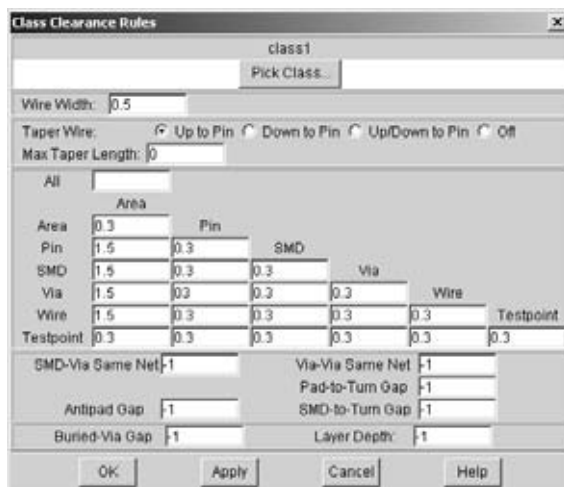 Class Clearance Rules
class1
Pick Class...
Wire Width: 0.5
Taper Wire: Up to Pin Down to Pin Up/Down to Pin Off
Max Taper Length: 0
All
Area
Area 0.3 Pin
Pin 1.5 0.3 SMD
SMD 1.5 0.3 0.3 Via
Via 1.5 03 0.3 0.3 Wire
Wire 1.5 0.3 0.3 0.3 0.3 Testpoint
Testpoint 0.3 0.3 0.3 0.3 0.3 0.3
SMD-Via Same Net -1 Via-Via Same Net -1
Pad-to-Turn Gap -1
Antipad Gap -1 SMD-to-Turn Gap -1
Buried-Via Gap -1 Layer Depth: -1
OK Apply Cancel Help